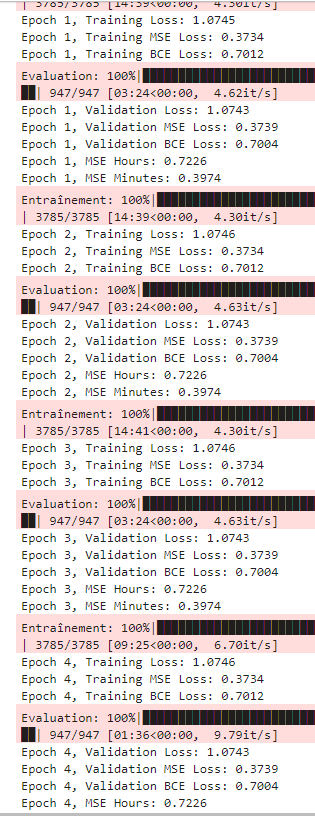 | 3785/3785 [14:39<00:00,  4.30it/s]
Epoch 1, Training Loss: 1.0745
Epoch 1, Training MSE Loss: 0.3734
Epoch 1, Training BCE Loss: 0.7012
Evaluation: 100%|
| 947/947 [03:24<00:00,  4.62it/s]
Epoch 1, Validation Loss: 1.0743
Epoch 1, Validation MSE Loss: 0.3739
Epoch 1, Validation BCE Loss: 0.7004
Epoch 1, MSE Hours: 0.7226
Epoch 1, MSE Minutes: 0.3974
Entraînement: 100%|
| 3785/3785 [14:39<00:00,  4.30it/s]
Epoch 2, Training Loss: 1.0746
Epoch 2, Training MSE Loss: 0.3734
Epoch 2, Training BCE Loss: 0.7012
Evaluation: 100%|
| 947/947 [03:24<00:00,  4.63it/s]
Epoch 2, Validation Loss: 1.0743
Epoch 2, Validation MSE Loss: 0.3739
Epoch 2, Validation BCE Loss: 0.7004
Epoch 2, MSE Hours: 0.7226
Epoch 2, MSE Minutes: 0.3974
Entraînement: 100%|
| 3785/3785 [14:41<00:00,  4.30it/s]
Epoch 3, Training Loss: 1.0746
Epoch 3, Training MSE Loss: 0.3734
Epoch 3, Training BCE Loss: 0.7012
Evaluation: 100%|
| 947/947 [03:24<00:00,  4.63it/s]
Epoch 3, Validation Loss: 1.0743
Epoch 3, Validation MSE Loss: 0.3739
Epoch 3, Validation BCE Loss: 0.7004
Epoch 3, MSE Hours: 0.7226
Epoch 3, MSE Minutes: 0.3974
Entraînement: 100%|
| 3785/3785 [09:25<00:00,  6.70it/s]
Epoch 4, Training Loss: 1.0746
Epoch 4, Training MSE Loss: 0.3734
Epoch 4, Training BCE Loss: 0.7012
Evaluation: 100%|
| 947/947 [01:36<00:00,  9.79it/s]
Epoch 4, Validation Loss: 1.0743
Epoch 4, Validation MSE Loss: 0.3739
Epoch 4, Validation BCE Loss: 0.7004
Epoch 4, MSE Hours: 0.7226